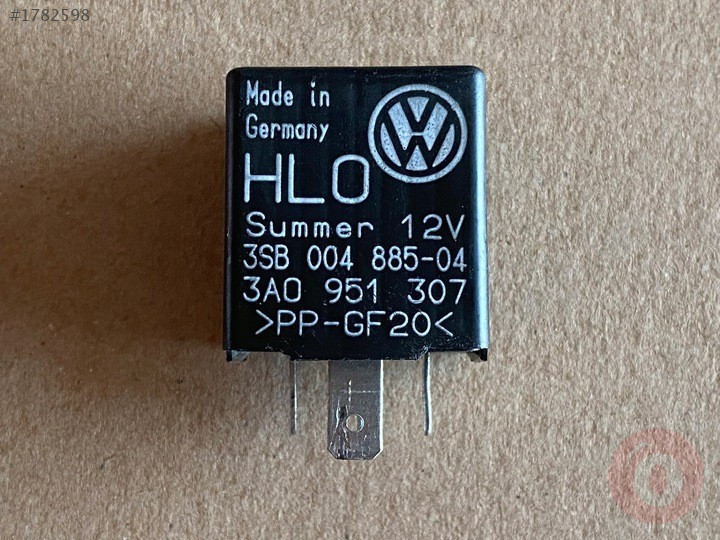 #1782598
Made in
Germany
HLO
Summer 12V
3SB 004 885-04
3A0 951 307
>PP-GF20<